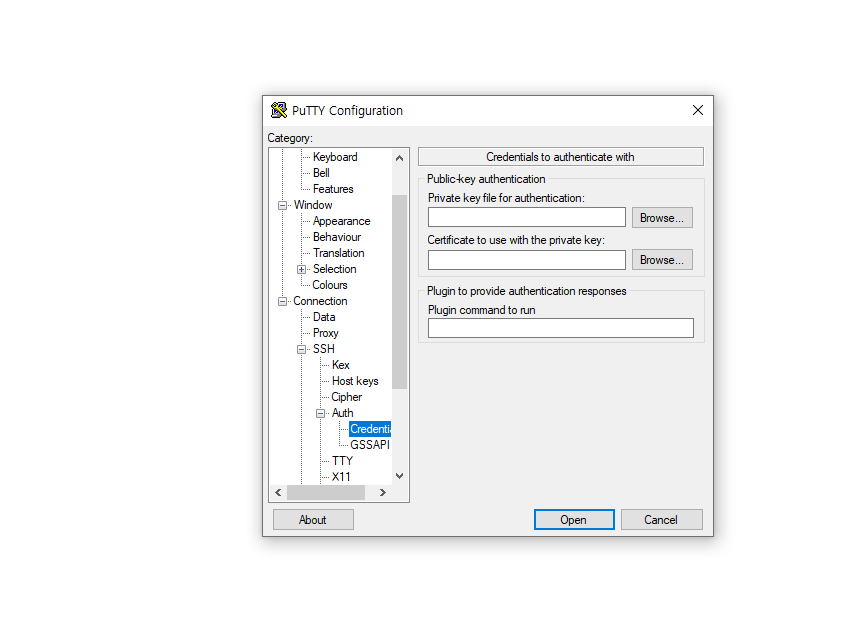 PuTTY Configuration
Category:
Keyboard
Bell
Features
Window
Appearance
Behaviour
Translation
Selection
Colours
Connection
Data
Proxy
SSH
Kex
Host keys
Cipher
Auth
Credenti
GSSAPI
TTY
X11
Credentials to authenticate with
Public-key authentication
Private key file for authentication:
Browse...
Certificate to use with the private key:
Browse...
Plugin to provide authentication responses
Plugin command to run
About
Open
Cancel